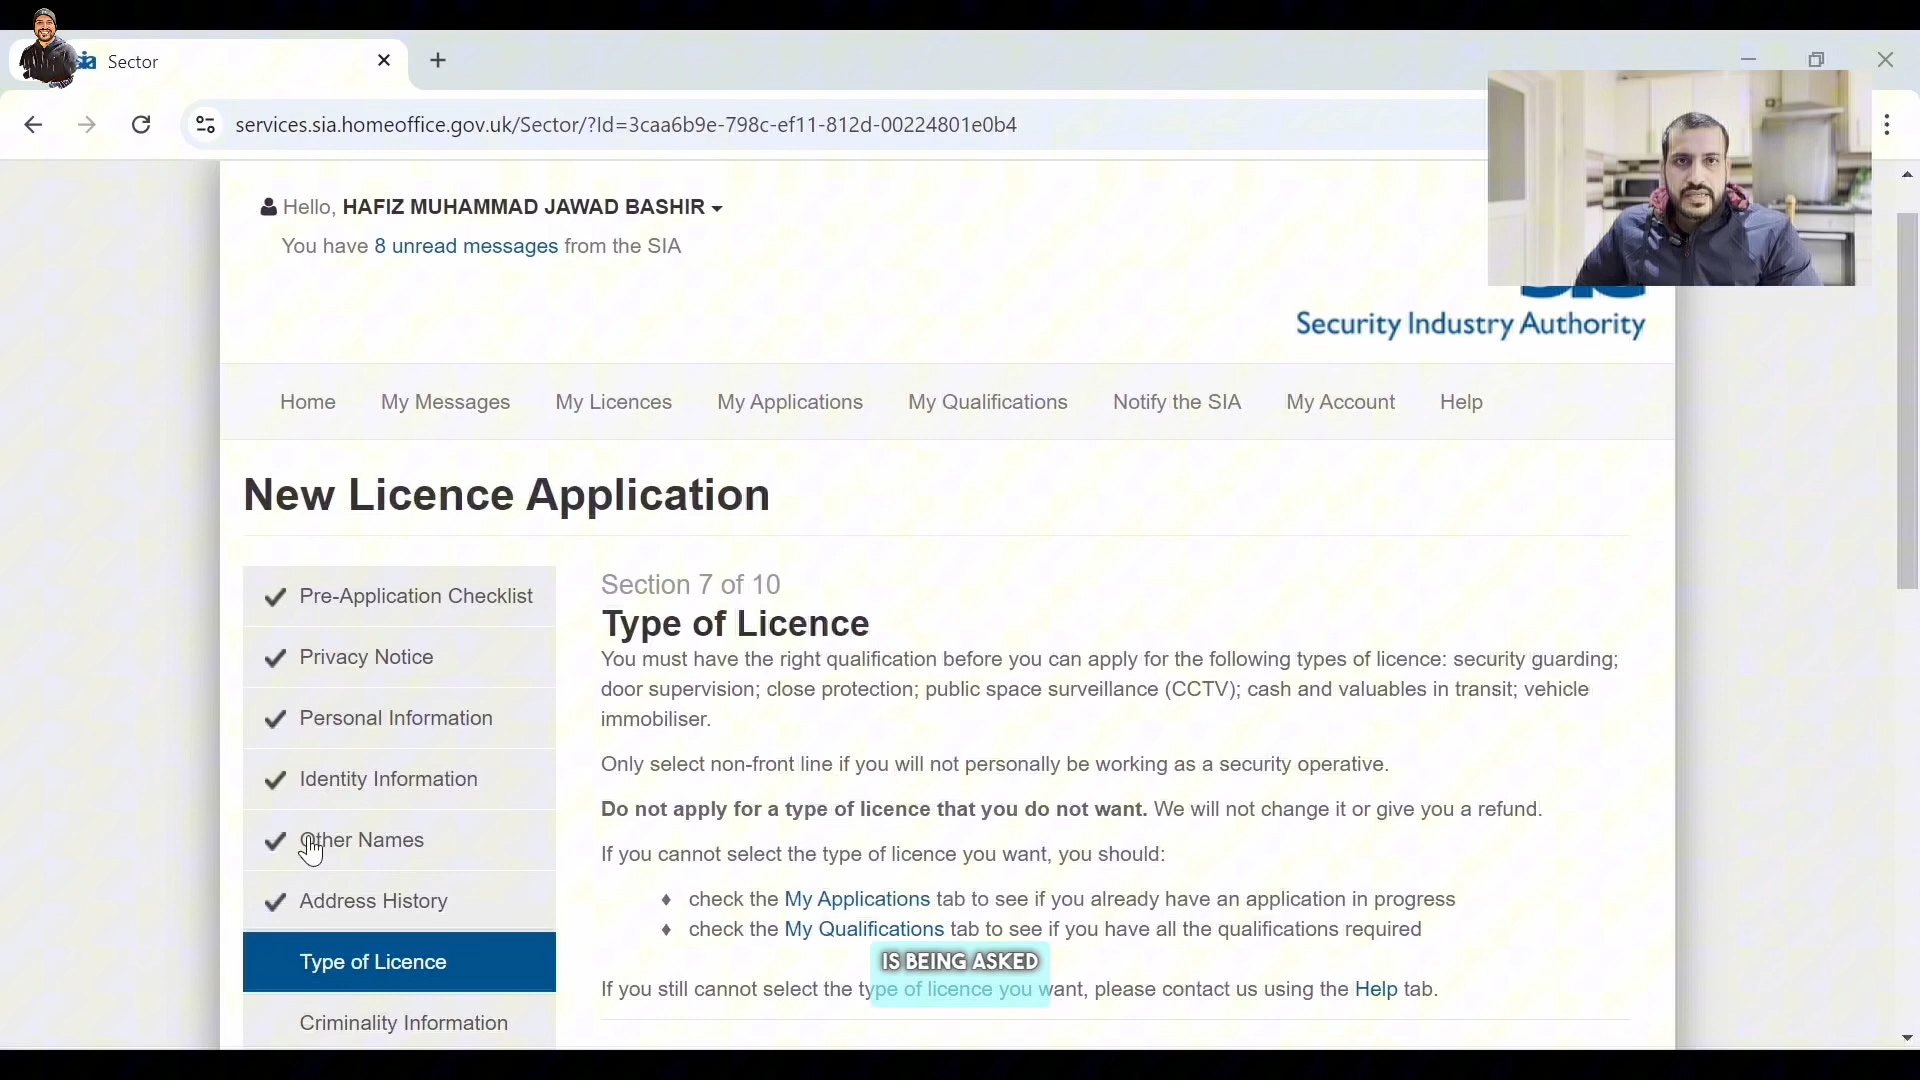 sia Sector
services.sia.homeoffice.gov.uk/Sector/?Id=3caa6b9e-798c-ef11-812d-00224801e0b4
Hello, HAFIZ MUHAMMAD JAWAD BASHIR
You have 8 unread messages from the SIA
Security Industry Authority
Home My Messages My Licences My Applications My Qualifications Notify the SIA My Account Help
New Licence Application
Pre-Application Checklist
Privacy Notice
Personal Information
Identity Information
Other Names
Address History
Type of Licence
Criminality Information
Section 7 of 10
Type of Licence
You must have the right qualification before you can apply for the following types of licence: security guarding;
door supervision; close protection; public space surveillance (CCTV); cash and valuables in transit; vehicle
immobiliser.
Only select non-front line if you will not personally be working as a security operative.
Do not apply for a type of licence that you do not want. We will not change it or give you a refund.
If you cannot select the type of licence you want, you should:
♦ check the My Applications tab to see if you already have an application in progress
♦ check the My Qualifications tab to see if you have all the qualifications required
IS BEING ASKED
If you still cannot select the type of licence you want, please contact us using the Help tab.